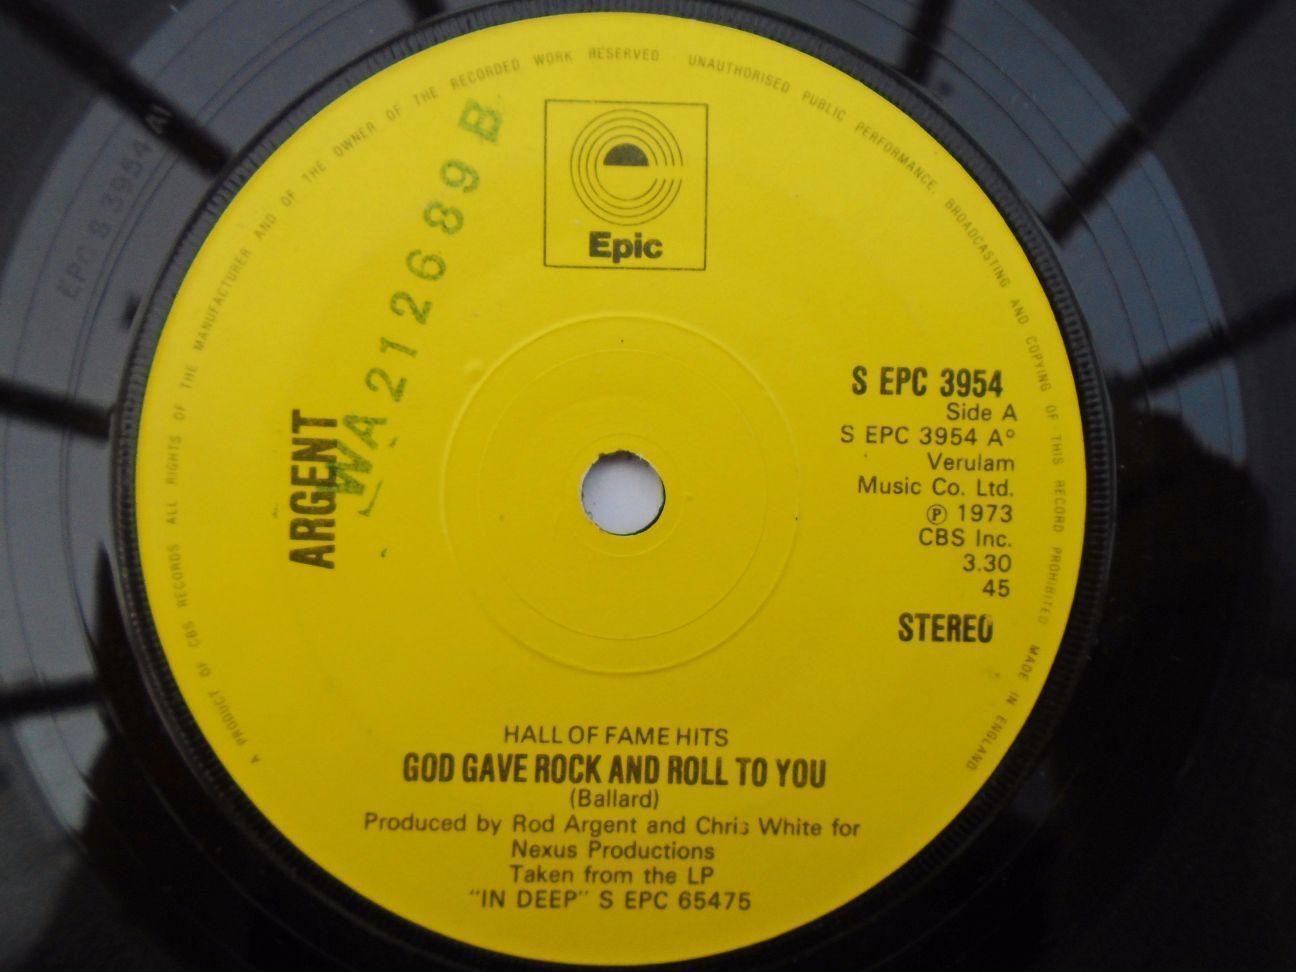 A PRODUCT OF CBS RECORDS ALL RIGHTS OF THE MANUFACTURER AND OF THE OWNER OF THE RECORDED WORK RESERVED · UNAUTHORISED PUBLIC PERFORMANCE, BROADCASTING AND COPYING OF THIS RECORD PROHIBITED MADE IN ENGLAND
EPC S 3954 A1
Epic
WA 212689 B
ARGENT
S EPC 3954
Side A
S EPC 3954 A°
Verulam
Music Co. Ltd.
℗ 1973
CBS Inc.
3.30
45
STEREO
HALL OF FAME HITS
GOD GAVE ROCK AND ROLL TO YOU
(Ballard)
Produced by Rod Argent and Chris White for
Nexus Productions
Taken from the LP
"IN DEEP" S EPC 65475